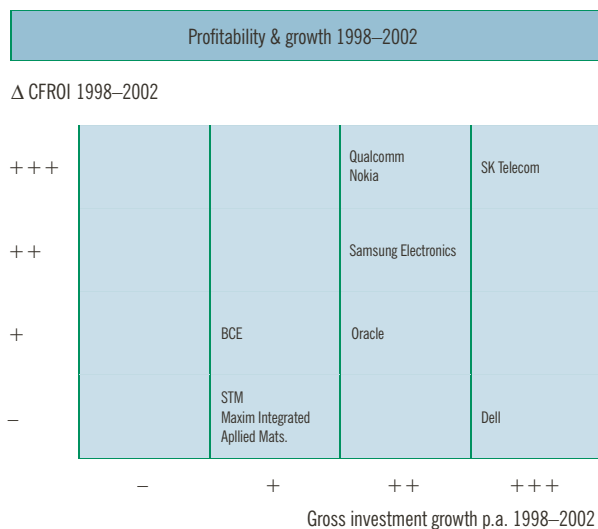 Profitability & growth 1998–2002
Δ CFROI 1998–2002
+++
Qualcomm
Nokia
SK Telecom
++
Samsung Electronics
+
BCE
Oracle
–
STM
Maxim Integrated
Apllied Mats.
Dell
–
+
++
+++
Gross investment growth p.a. 1998–2002